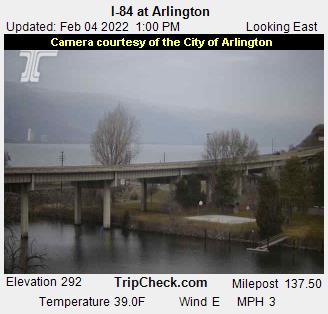 I-84 at Arlington
Updated: Feb 04 2022 1:00 PM Looking East
Camera courtesy of the City of Arlington
Elevation 292 TripCheck.com Milepost 137.50
Temperature 39.0F Wind E MPH 3